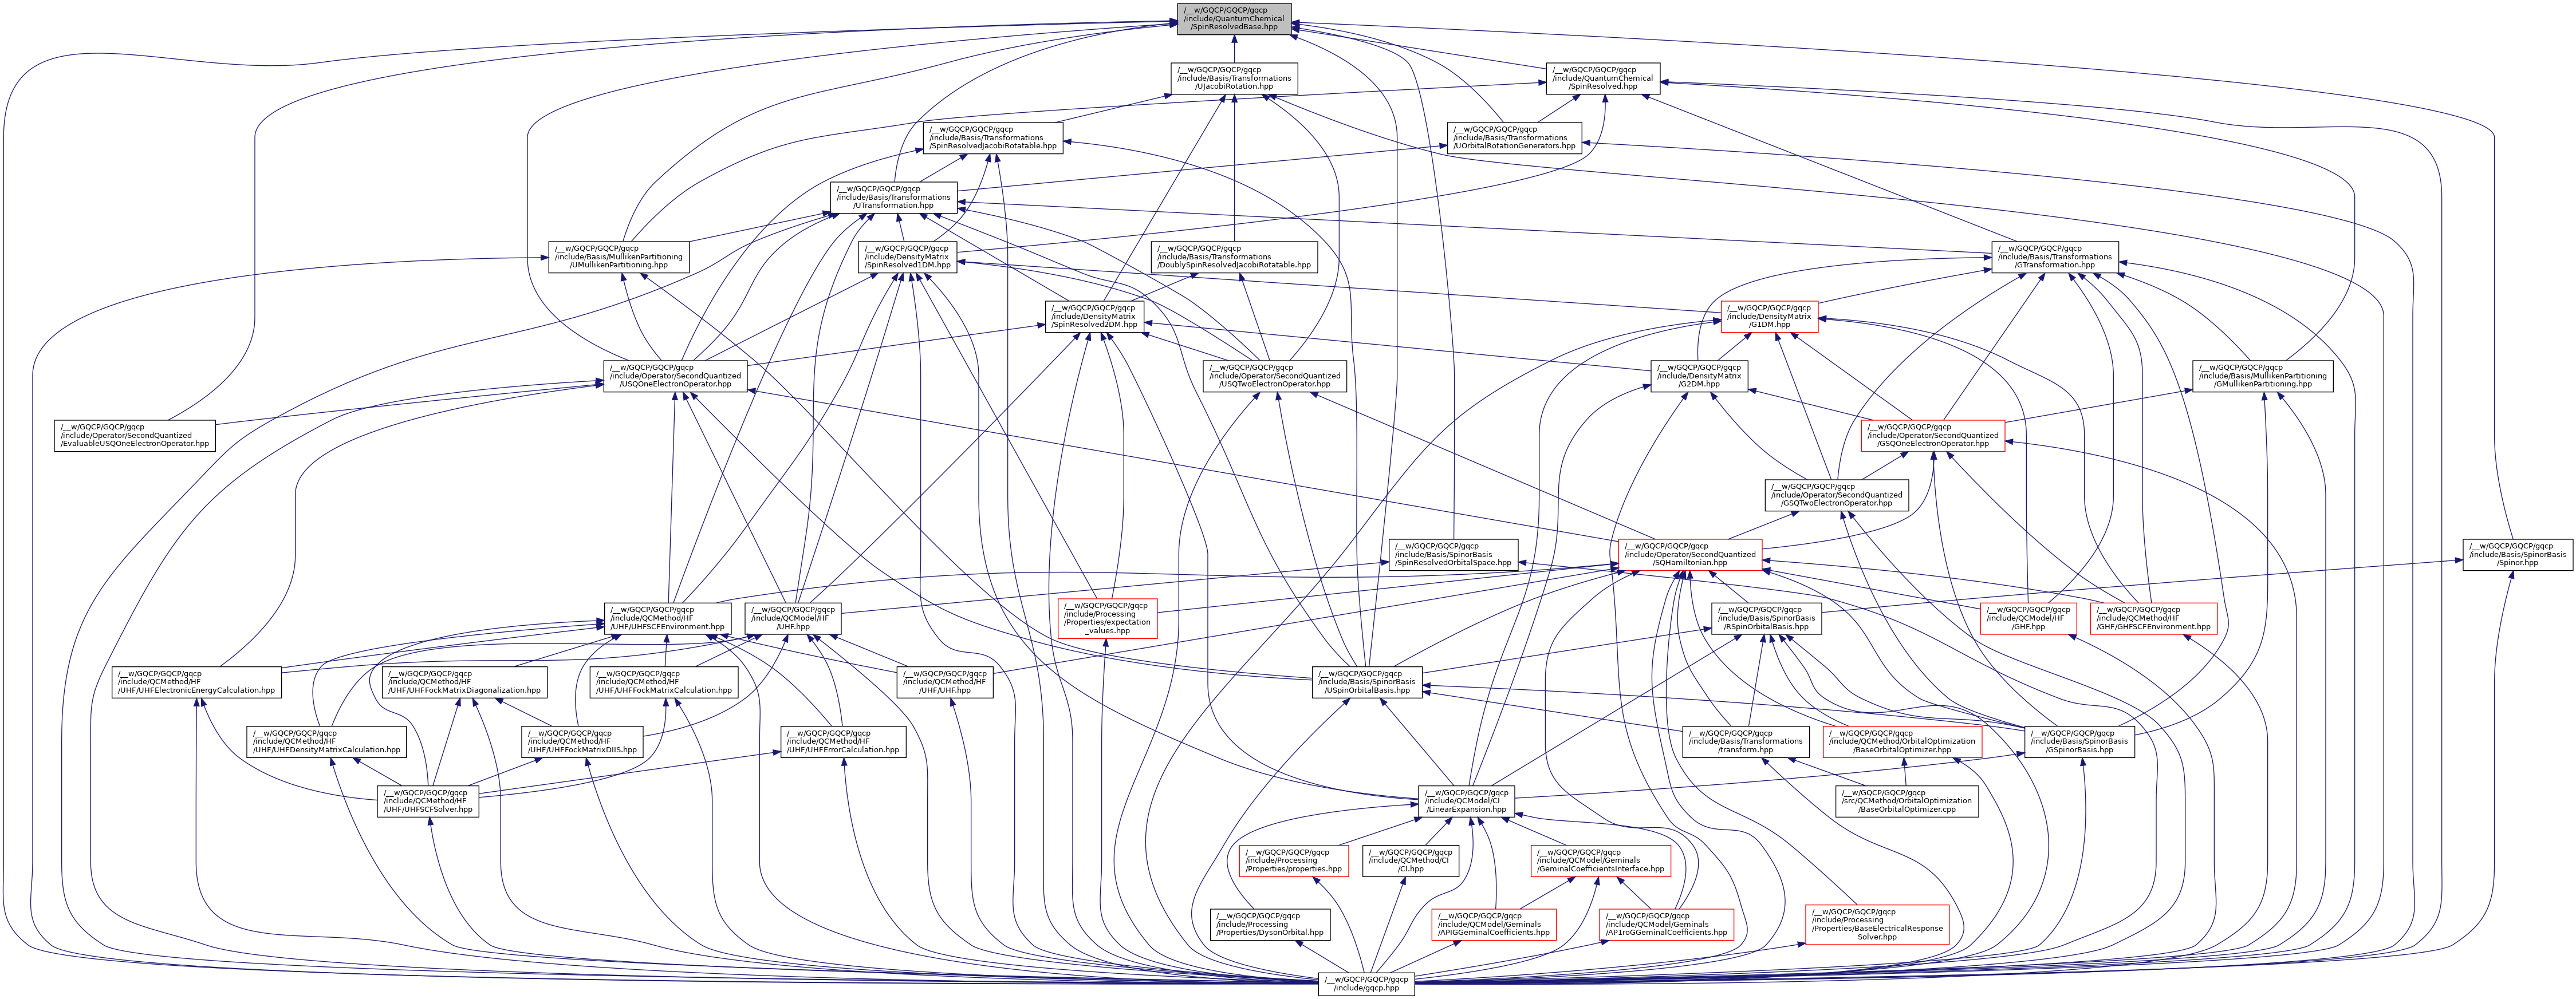 /__w/GQCP/GQCP/gqcp
/include/QuantumChemical
/SpinResolvedBase.hpp
/__w/GQCP/GQCP/gqcp
/include/Basis/Transformations
/UJacobiRotation.hpp
/__w/GQCP/GQCP/gqcp
/include/QuantumChemical
/SpinResolved.hpp
/__w/GQCP/GQCP/gqcp
/include/Basis/Transformations
/SpinResolvedJacobiRotatable.hpp
/__w/GQCP/GQCP/gqcp
/include/Basis/Transformations
/UOrbitalRotationGenerators.hpp
/__w/GQCP/GQCP/gqcp
/include/Basis/Transformations
/UTransformation.hpp
/__w/GQCP/GQCP/gqcp
/include/Basis/MullikenPartitioning
/UMullikenPartitioning.hpp
/__w/GQCP/GQCP/gqcp
/include/DensityMatrix
/SpinResolved1DM.hpp
/__w/GQCP/GQCP/gqcp
/include/Basis/Transformations
/DoublySpinResolvedJacobiRotatable.hpp
/__w/GQCP/GQCP/gqcp
/include/Basis/Transformations
/GTransformation.hpp
/__w/GQCP/GQCP/gqcp
/include/DensityMatrix
/SpinResolved2DM.hpp
/__w/GQCP/GQCP/gqcp
/include/DensityMatrix
/G1DM.hpp
/__w/GQCP/GQCP/gqcp
/include/Operator/SecondQuantized
/USQOneElectronOperator.hpp
/__w/GQCP/GQCP/gqcp
/include/Operator/SecondQuantized
/USQTwoElectronOperator.hpp
/__w/GQCP/GQCP/gqcp
/include/DensityMatrix
/G2DM.hpp
/__w/GQCP/GQCP/gqcp
/include/Basis/MullikenPartitioning
/GMullikenPartitioning.hpp
/__w/GQCP/GQCP/gqcp
/include/Operator/SecondQuantized
/EvaluableUSQOneElectronOperator.hpp
/__w/GQCP/GQCP/gqcp
/include/Operator/SecondQuantized
/GSQOneElectronOperator.hpp
/__w/GQCP/GQCP/gqcp
/include/Operator/SecondQuantized
/GSQTwoElectronOperator.hpp
/__w/GQCP/GQCP/gqcp
/include/Basis/SpinorBasis
/SpinResolvedOrbitalSpace.hpp
/__w/GQCP/GQCP/gqcp
/include/Operator/SecondQuantized
/SQHamiltonian.hpp
/__w/GQCP/GQCP/gqcp
/include/Basis/SpinorBasis
/Spinor.hpp
/__w/GQCP/GQCP/gqcp
/include/QCMethod/HF
/UHF/UHFSCFEnvironment.hpp
/__w/GQCP/GQCP/gqcp
/include/QCModel/HF
/UHF.hpp
/__w/GQCP/GQCP/gqcp
/include/Processing
/Properties/expectation
_values.hpp
/__w/GQCP/GQCP/gqcp
/include/Basis/SpinorBasis
/RSpinOrbitalBasis.hpp
/__w/GQCP/GQCP/gqcp
/include/QCModel/HF
/GHF.hpp
/__w/GQCP/GQCP/gqcp
/include/QCMethod/HF
/GHF/GHFSCFEnvironment.hpp
/__w/GQCP/GQCP/gqcp
/include/QCMethod/HF
/UHF/UHFElectronicEnergyCalculation.hpp
/__w/GQCP/GQCP/gqcp
/include/QCMethod/HF
/UHF/UHFFockMatrixDiagonalization.hpp
/__w/GQCP/GQCP/gqcp
/include/QCMethod/HF
/UHF/UHFFockMatrixCalculation.hpp
/__w/GQCP/GQCP/gqcp
/include/QCMethod/HF
/UHF/UHF.hpp
/__w/GQCP/GQCP/gqcp
/include/Basis/SpinorBasis
/USpinOrbitalBasis.hpp
/__w/GQCP/GQCP/gqcp
/include/QCMethod/HF
/UHF/UHFDensityMatrixCalculation.hpp
/__w/GQCP/GQCP/gqcp
/include/QCMethod/HF
/UHF/UHFFockMatrixDIIS.hpp
/__w/GQCP/GQCP/gqcp
/include/QCMethod/HF
/UHF/UHFErrorCalculation.hpp
/__w/GQCP/GQCP/gqcp
/include/Basis/Transformations
/transform.hpp
/__w/GQCP/GQCP/gqcp
/include/QCMethod/OrbitalOptimization
/BaseOrbitalOptimizer.hpp
/__w/GQCP/GQCP/gqcp
/include/Basis/SpinorBasis
/GSpinorBasis.hpp
/__w/GQCP/GQCP/gqcp
/include/QCMethod/HF
/UHF/UHFSCFSolver.hpp
/__w/GQCP/GQCP/gqcp
/include/QCModel/CI
/LinearExpansion.hpp
/__w/GQCP/GQCP/gqcp
/src/QCMethod/OrbitalOptimization
/BaseOrbitalOptimizer.cpp
/__w/GQCP/GQCP/gqcp
/include/Processing
/Properties/properties.hpp
/__w/GQCP/GQCP/gqcp
/include/QCMethod/CI
/CI.hpp
/__w/GQCP/GQCP/gqcp
/include/QCModel/Geminals
/GeminalCoefficientsInterface.hpp
/__w/GQCP/GQCP/gqcp
/include/Processing
/Properties/DysonOrbital.hpp
/__w/GQCP/GQCP/gqcp
/include/QCModel/Geminals
/APIGGeminalCoefficients.hpp
/__w/GQCP/GQCP/gqcp
/include/QCModel/Geminals
/AP1roGGeminalCoefficients.hpp
/__w/GQCP/GQCP/gqcp
/include/Processing
/Properties/BaseElectricalResponse
Solver.hpp
/__w/GQCP/GQCP/gqcp
/include/gqcp.hpp